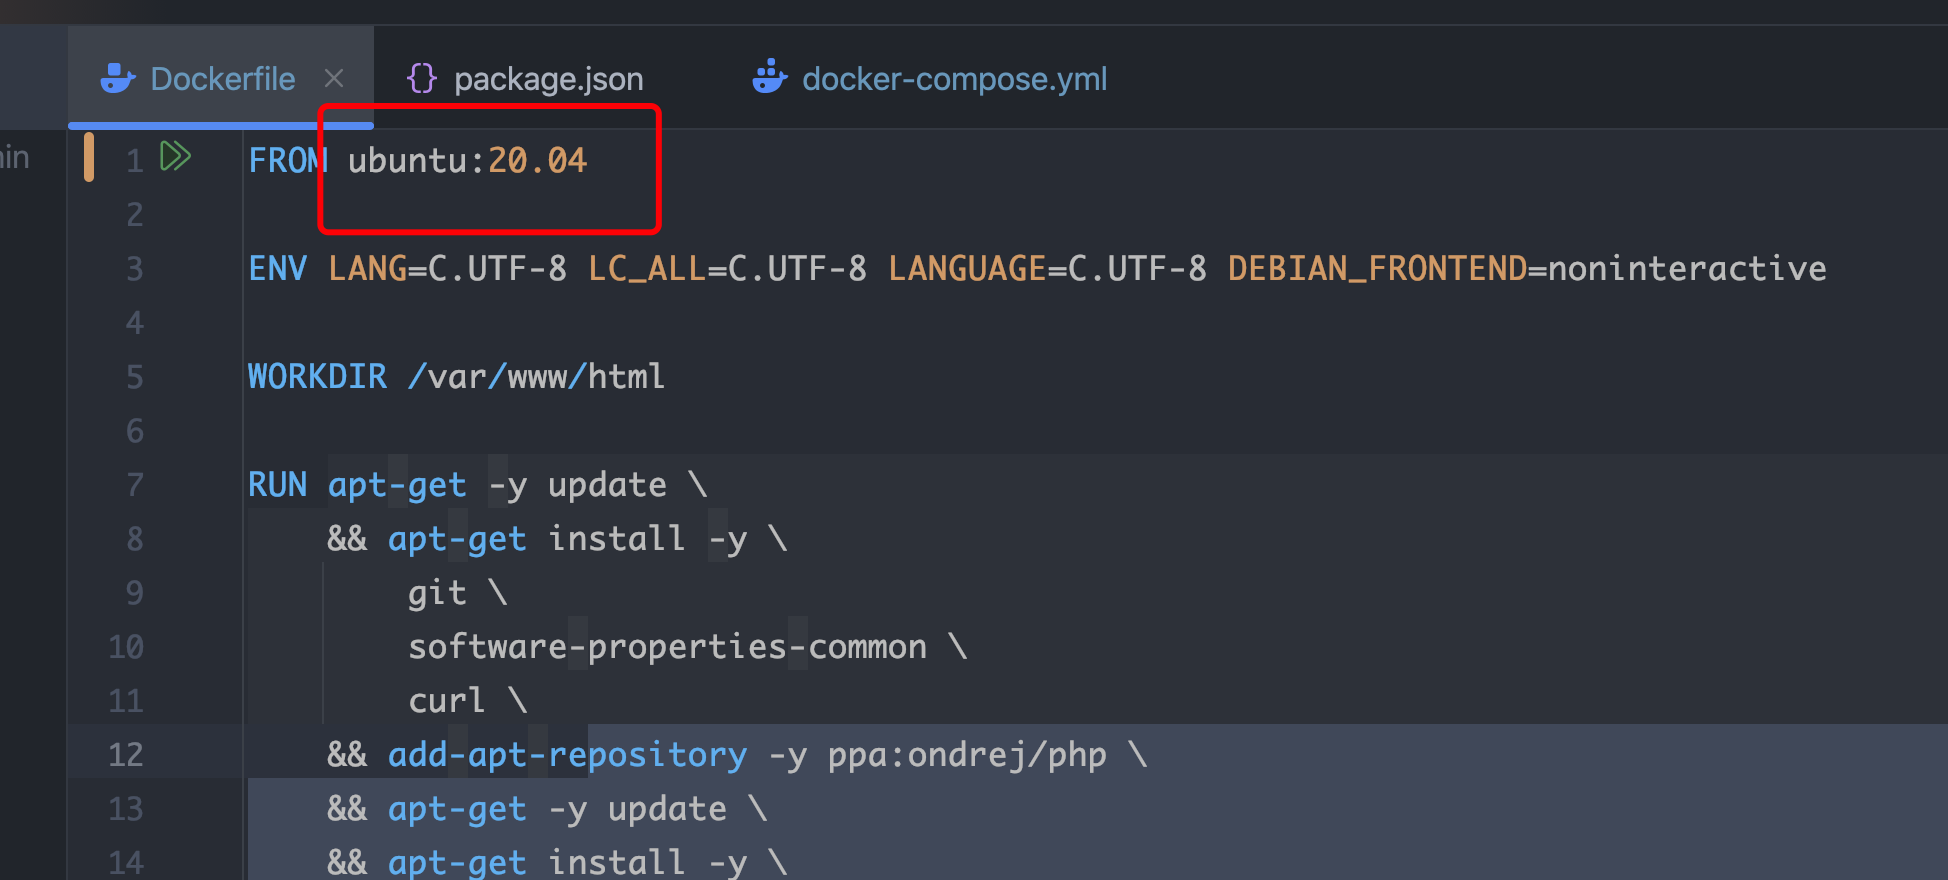 Dockerfile
package.json
docker-compose.yml
in
1 FROM ubuntu:20.04
2
3 ENV LANG=C.UTF-8 LC_ALL=C.UTF-8 LANGUAGE=C.UTF-8 DEBIAN_FRONTEND=noninteractive
4
5 WORKDIR /var/www/html
6
7 RUN apt-get -y update \
8 && apt-get install -y \
9 git \
10 software-properties-common \
11 curl \
12 && add-apt-repository -y ppa:ondrej/php \
13 && apt-get -y update \
14 && apt-get install -y \